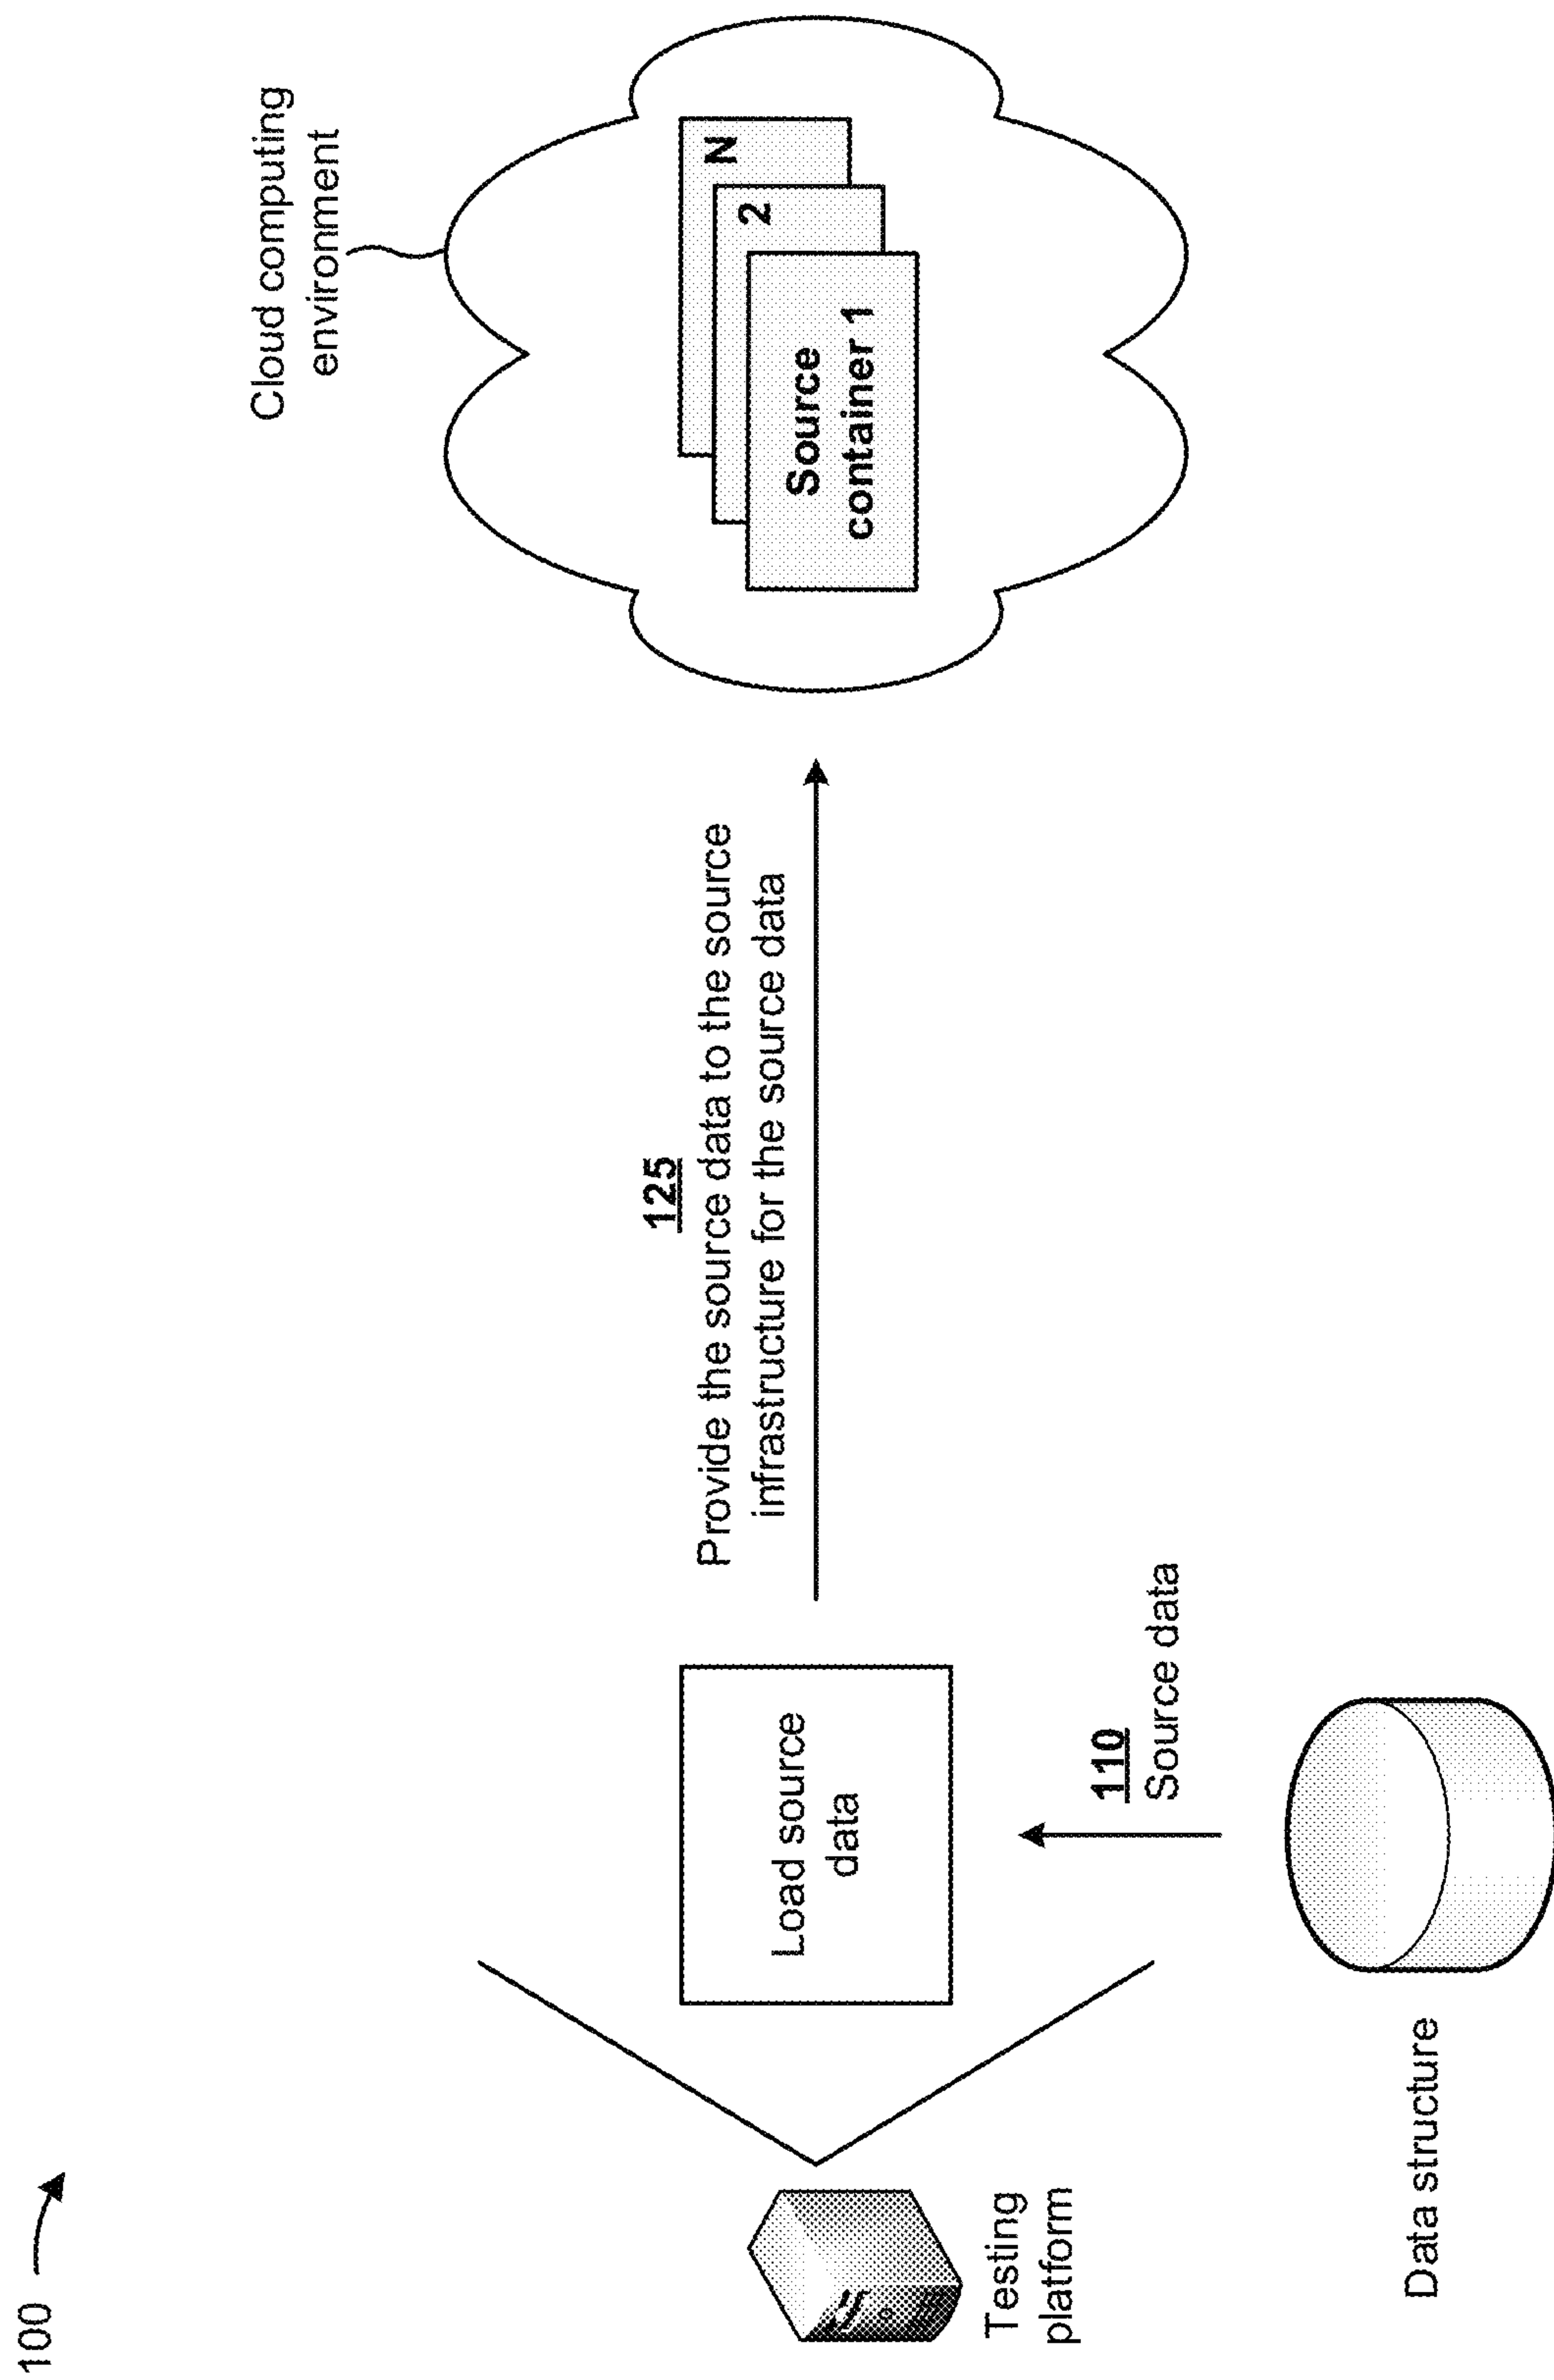 100
Cloud computing
environment
N
2
Source
container 1
125
Provide the source data to the source
infrastructure for the source data
Load source
data
110
Source data
Testing
platform
Data structure